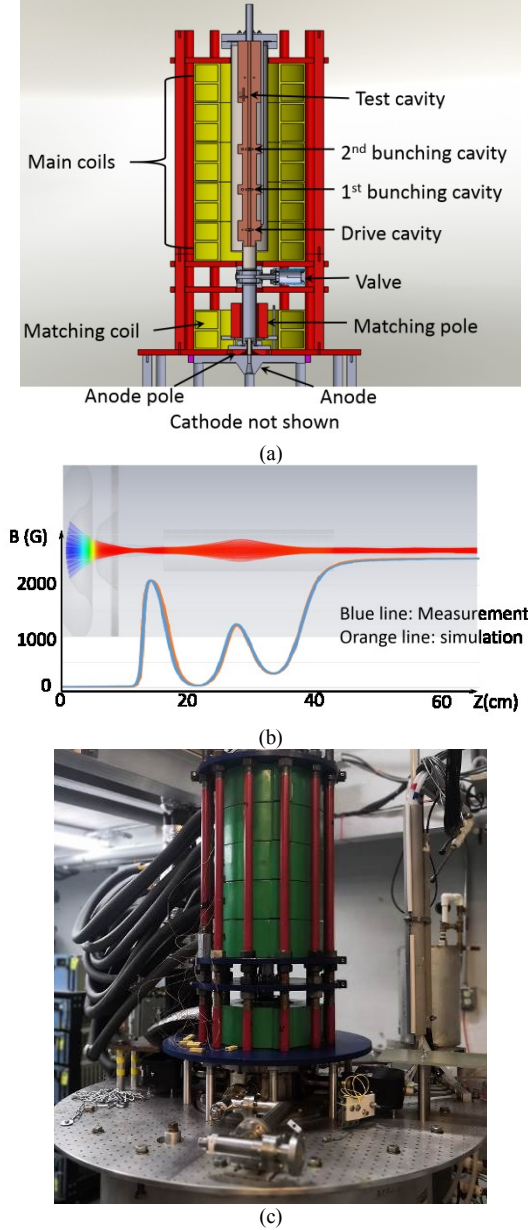 Test cavity
Main coils
2nd bunching cavity
1st bunching cavity
Drive cavity
Valve
Matching coil
Matching pole
Anode pole
Anode
Cathode not shown
(a)
B (G)
2000
1000
0
Blue line: Measurement
Orange line: simulation
0
20
40
60
Z(cm)
(b)
(c)